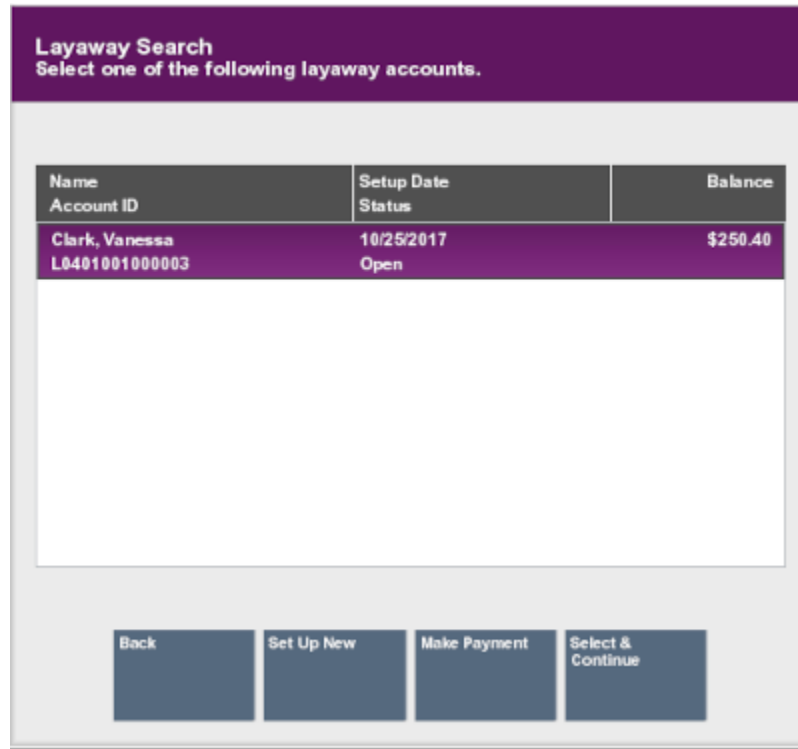 Layaway Search
Select one of the following layaway accounts.
Name Setup Date Balance
Account ID Status
Clark, Vanessa 10/25/2017 $250.40
L0401001000003 Open
Back Set Up New Make Payment Select &
Continue